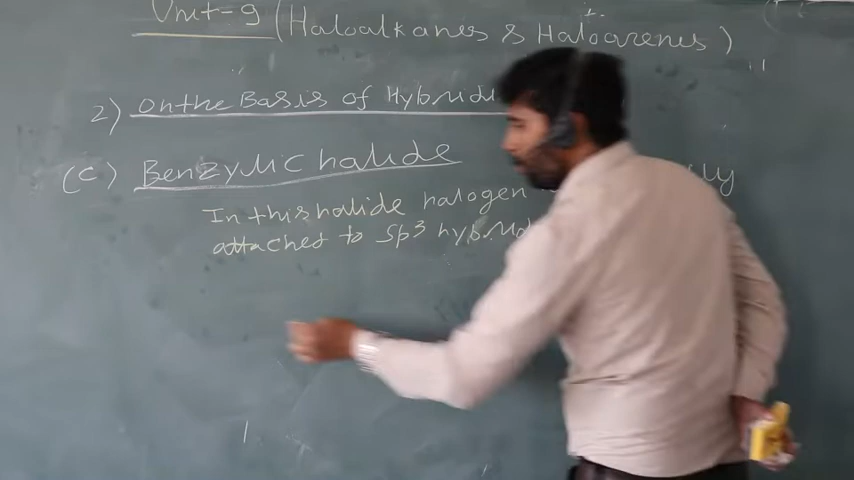 Unit-9 (Haloalkanes & Haloarenes)
2) On the Basis of Hybridi
(C) Benzylic halide
In this halide halogen ly
attached to Sp³ hybrid